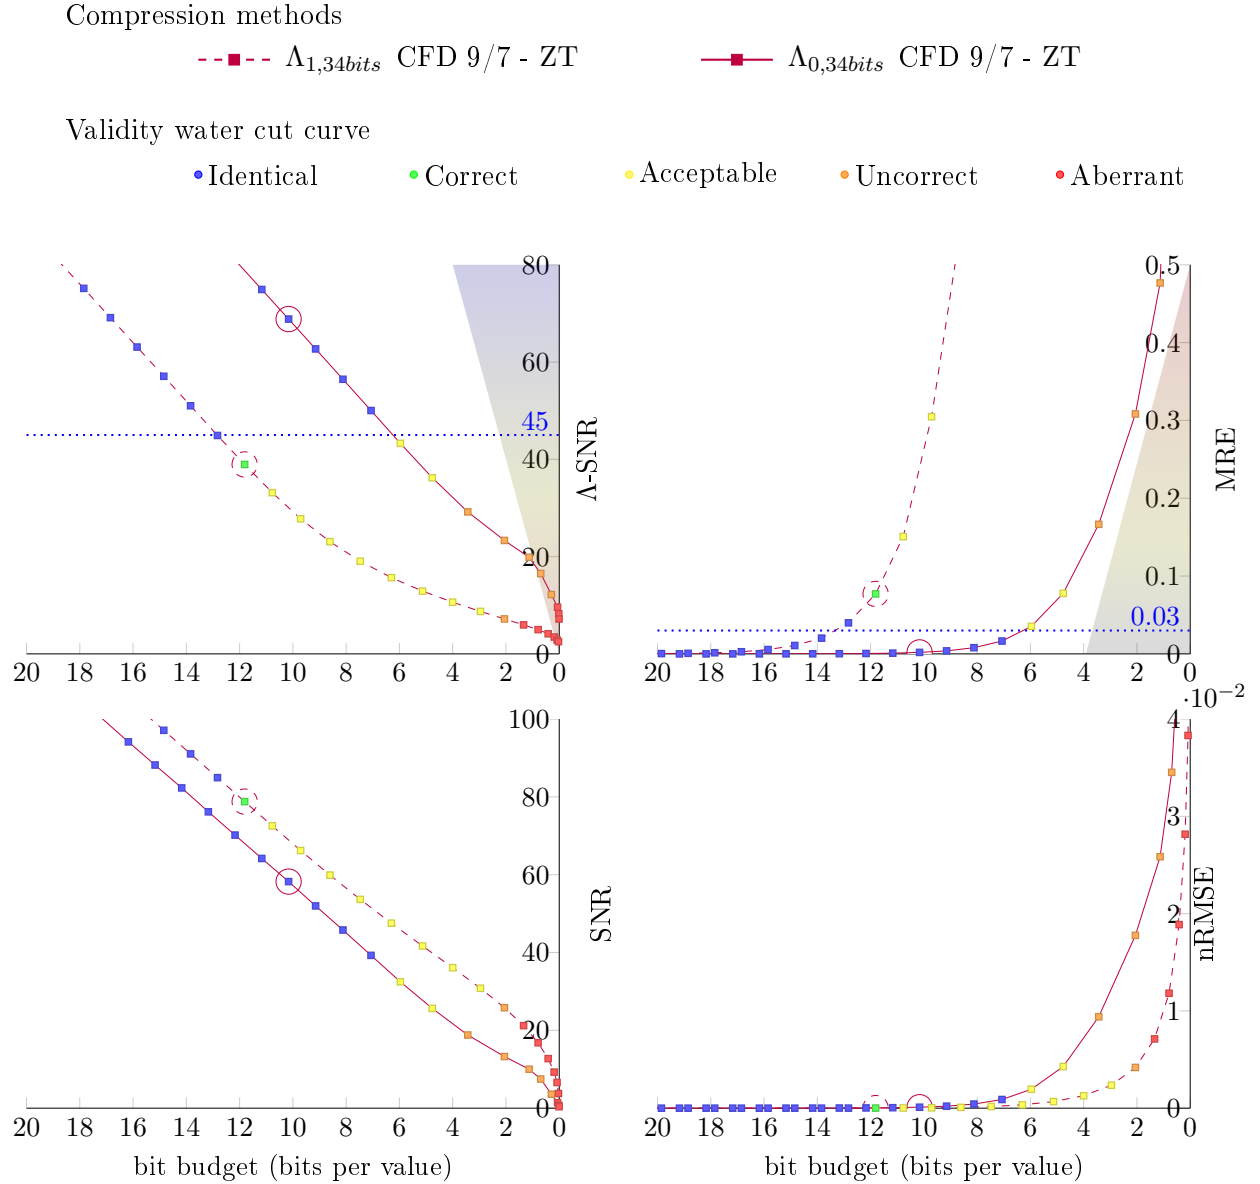 Compression methods
Λ1,34bits CFD 9/7 - ZT
Λ0,34bits CFD 9/7 - ZT
Validity water cut curve
Identical
Correct
Acceptable
Uncorrect
Aberrant
80
60
45
40
20
0
Λ-SNR
20 18 16 14 12 10 8 6 4 2 0
0.5
0.4
0.3
0.2
0.1
0.03
0
MRE
20 18 16 14 12 10 8 6 4 2 0
100
80
60
40
20
0
SNR
20 18 16 14 12 10 8 6 4 2 0
bit budget (bits per value)
·10−2
4
3
2
1
0
nRMSE
20 18 16 14 12 10 8 6 4 2 0
bit budget (bits per value)